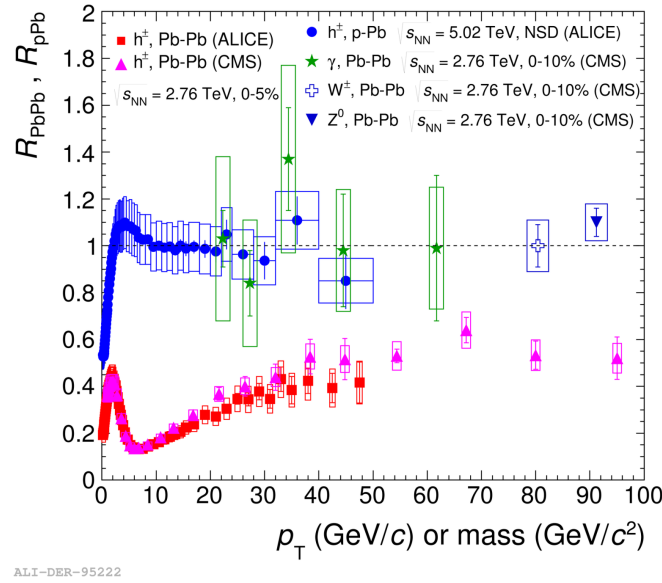 R_PbPb , R_pPb
h±, Pb-Pb (ALICE)
h±, Pb-Pb (CMS)
√s_NN = 2.76 TeV, 0-5%
h±, p-Pb √s_NN = 5.02 TeV, NSD (ALICE)
γ, Pb-Pb √s_NN = 2.76 TeV, 0-10% (CMS)
W±, Pb-Pb √s_NN = 2.76 TeV, 0-10% (CMS)
Z⁰, Pb-Pb √s_NN = 2.76 TeV, 0-10% (CMS)
2
1.8
1.6
1.4
1.2
1
0.8
0.6
0.4
0.2
0
0 10 20 30 40 50 60 70 80 90 100
p_T (GeV/c) or mass (GeV/c²)
ALI-DER-95222